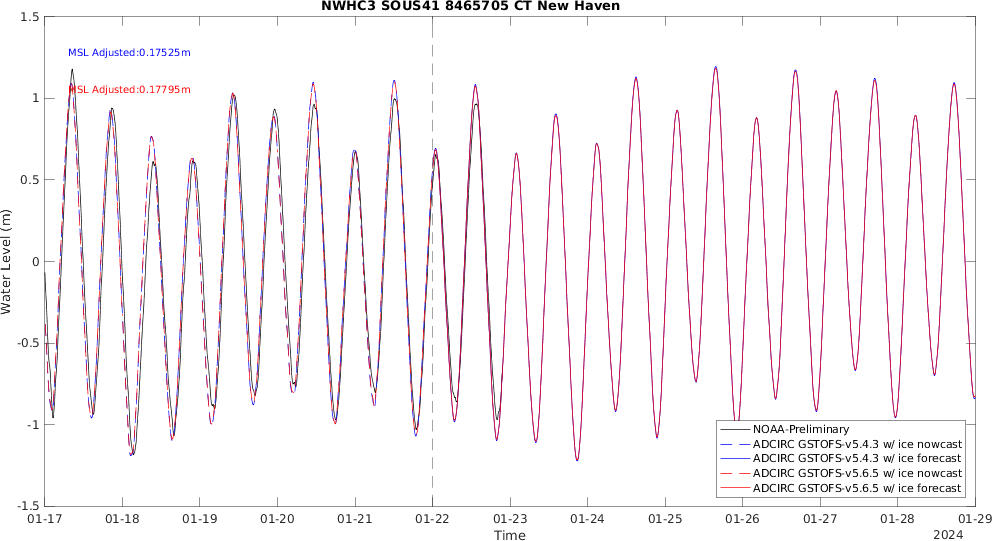 NWHC3 SOUS41 8465705 CT New Haven
1.5
1
0.5
0
-0.5
-1
-1.5
Water Level (m)
MSL Adjusted:0.17525m
MSL Adjusted:0.17795m
NOAA-Preliminary
ADCIRC GSTOFS-v5.4.3 w/ ice nowcast
ADCIRC GSTOFS-v5.4.3 w/ ice forecast
ADCIRC GSTOFS-v5.6.5 w/ ice nowcast
ADCIRC GSTOFS-v5.6.5 w/ ice forecast
01-17 01-18 01-19 01-20 01-21 01-22 01-23 01-24 01-25 01-26 01-27 01-28 01-29
Time
2024